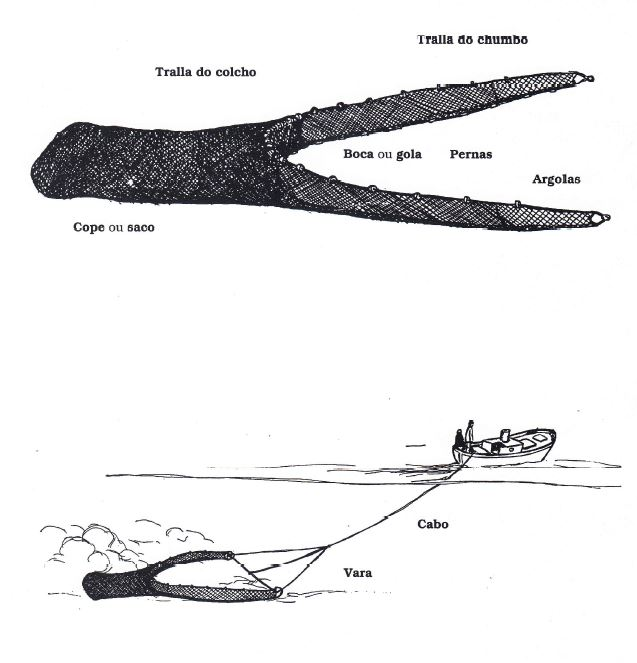 Tralla do chumbo
Tralla do colcho
Boca ou gola
Pernas
Argolas
Cope ou saco
Cabo
Vara